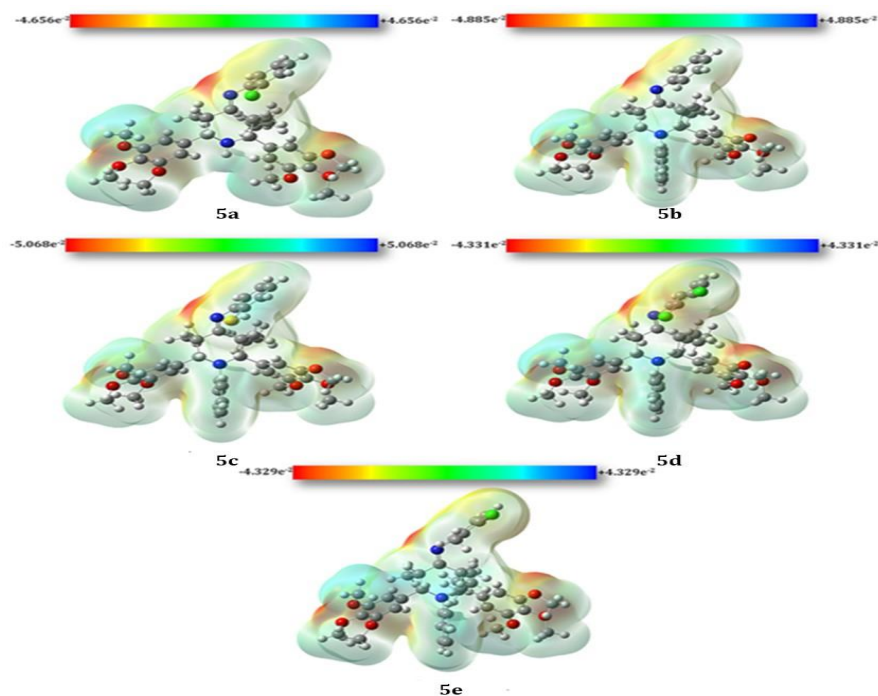 -4.656e⁻² +4.656e⁻²
-4.885e⁻² +4.885e⁻²
5a
5b
-5.068e⁻² +5.068e⁻²
-4.331e⁻² +4.331e⁻²
5c
5d
-4.329e⁻² +4.329e⁻²
5e